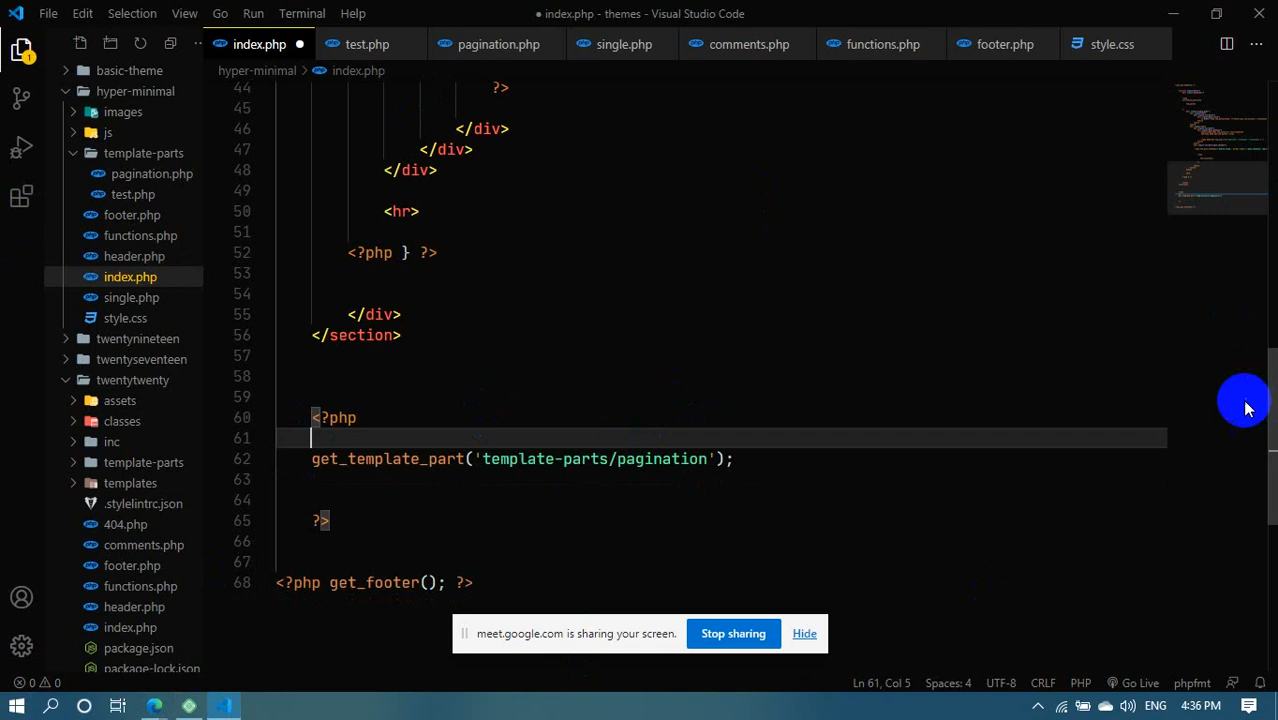 File Edit Selection View Go Run Terminal Help
● index.php - themes - Visual Studio Code
index.php ● test.php pagination.php single.php comments.php functions.php footer.php style.css
hyper-minimal > index.php
1
basic-theme
hyper-minimal
images
js
template-parts
pagination.php
test.php
footer.php
functions.php
header.php
index.php
single.php
style.css
twentynineteen
twentyseventeen
twentytwenty
assets
classes
inc
template-parts
templates
.stylelintrc.json
404.php
comments.php
footer.php
functions.php
header.php
index.php
package.json
package-lock.json
44 ?>
45
46 </div>
47 </div>
48 </div>
49
50 <hr>
51
52 <?php } ?>
53
54
55 </div>
56 </section>
57
58
59
60 <?php
61
62 get_template_part('template-parts/pagination');
63
64
65 ?>
66
67
68 <?php get_footer(); ?>
meet.google.com is sharing your screen. Stop sharing Hide
0 0 Ln 61, Col 5 Spaces: 4 UTF-8 CRLF PHP Go Live phpfmt
ENG 4:36 PM